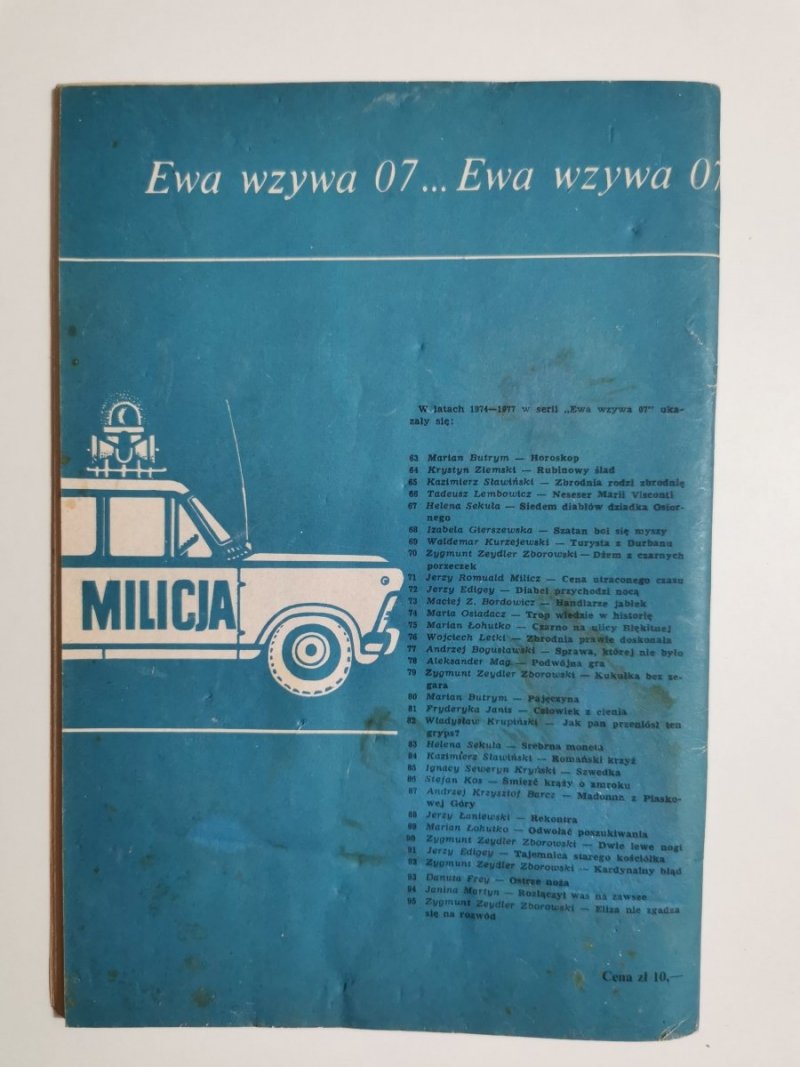 Ewa wzywa 07... Ewa wzywa 07
MILICJA
W latach 1974—1977 w serii „Ewa wzywa 07" uka-
zały się:
63 Marian Butrym — Horoskop
64 Krystyn Ziemski — Rubinowy ślad
65 Kazimierz Sławiński — Zbrodnia rodzi zbrodnię
66 Tadeusz Lembowicz — Neseser Marii Visconti
67 Helena Sekuła — Siedem diabłów dziadka Osior-
nego
68 Izabela Gierszewska — Szatan boi się myszy
69 Waldemar Kurzejewski — Turysta z Durbanu
70 Zygmunt Zeydler Zborowski — Dżem z czarnych
porzeczek
71 Jerzy Romuald Milicz — Cena utraconego czasu
72 Jerzy Edigey — Diabeł przychodzi nocą
73 Maciej Z. Bordowicz — Handlarze jabłek
74 Maria Osiadacz — Trop wiedzie w historię
75 Marian Łohutko — Czarno na ulicy Błękitnej
76 Wojciech Letki — Zbrodnia prawie doskonała
77 Andrzej Bogusławski — Sprawa, której nie było
78 Aleksander Mag — Podwójna gra
79 Zygmunt Zeydler Zborowski — Kukułka bez ze-
gara
80 Marian Butrym — Pajęczyna
81 Fryderyka Janis — Człowiek z cienia
82 Władysław Krupiński — Jak pan przeniósł ten
gryps?
83 Helena Sekuła — Srebrna moneta
84 Kazimierz Sławiński — Romański krzyż
85 Ignacy Seweryn Kryński — Szwedka
86 Stefan Kos — Śmierć krąży o zmroku
87 Andrzej Krzysztof Barcz — Madonna z Piasko-
wej Góry
88 Jerzy Łaniewski — Rekontra
89 Marian Łohutko — Odwołać poszukiwania
90 Zygmunt Zeydler Zborowski — Dwie lewe nogi
91 Jerzy Edigey — Tajemnica starego kościółka
92 Zygmunt Zeydler Zborowski — Kardynalny błąd
93 Danuta Frey — Ostrze noża
94 Janina Martyn — Rozłączył was na zawsze
95 Zygmunt Zeydler Zborowski — Eliza nie zgadza
się na rozwód
Cena zł 10,—